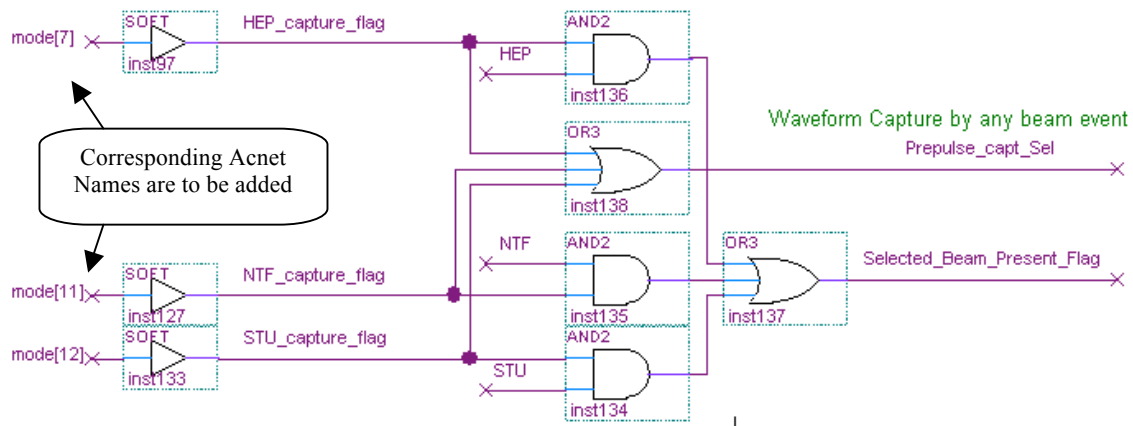 SOFT
mode[7]
HEP_capture_flag
inst97
AND2
HEP
inst136
Waveform Capture by any beam event
OR3
Prepulse_capt_Sel
inst138
Corresponding Acnet
Names are to be added
SOFT
mode[11]
NTF_capture_flag
inst127
NTF
AND2
inst135
OR3
Selected_Beam_Present_Flag
inst137
SOFT
mode[12]
STU_capture_flag
inst133
AND2
STU
inst134